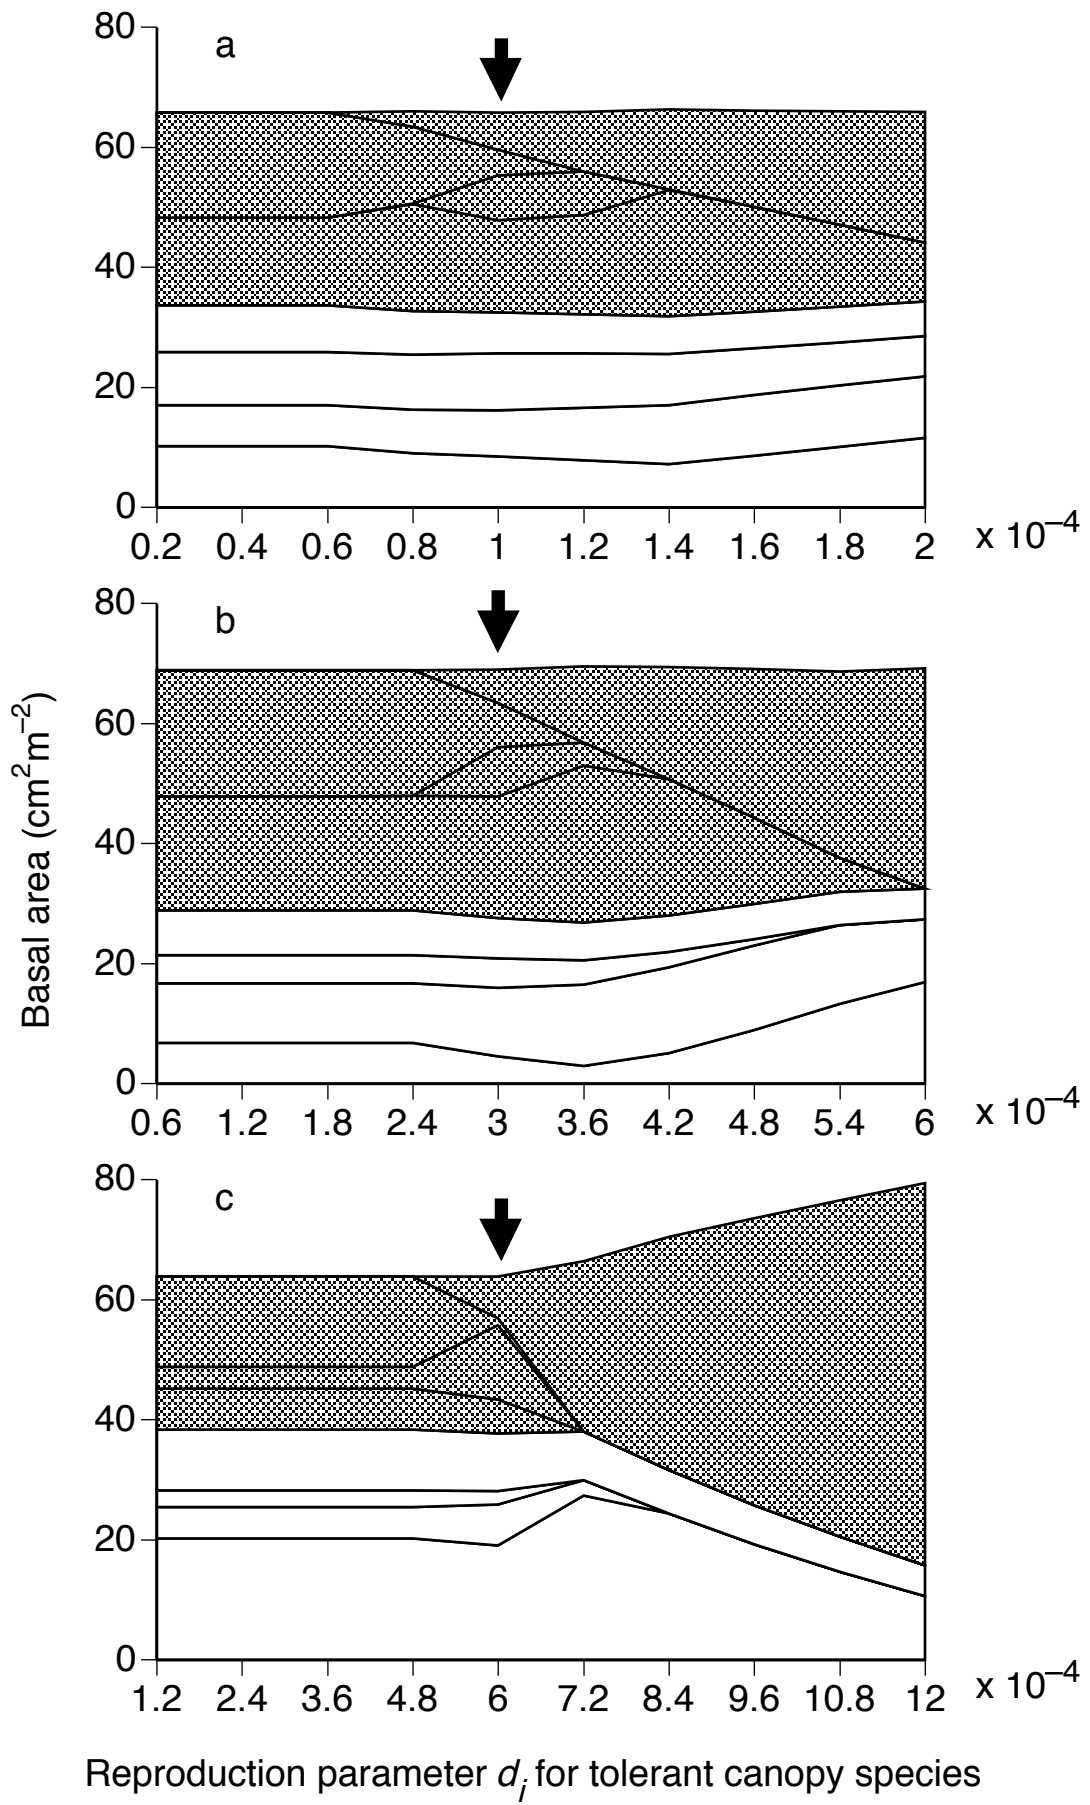 80
a
60
40
20
0
0.2 0.4 0.6 0.8 1 1.2 1.4 1.6 1.8 2 x 10⁻⁴
80
b
60
40
20
0
0.6 1.2 1.8 2.4 3 3.6 4.2 4.8 5.4 6 x 10⁻⁴
Basal area (cm² m⁻²)
80
c
60
40
20
0
1.2 2.4 3.6 4.8 6 7.2 8.4 9.6 10.8 12 x 10⁻⁴
Reproduction parameter dᵢ for tolerant canopy species